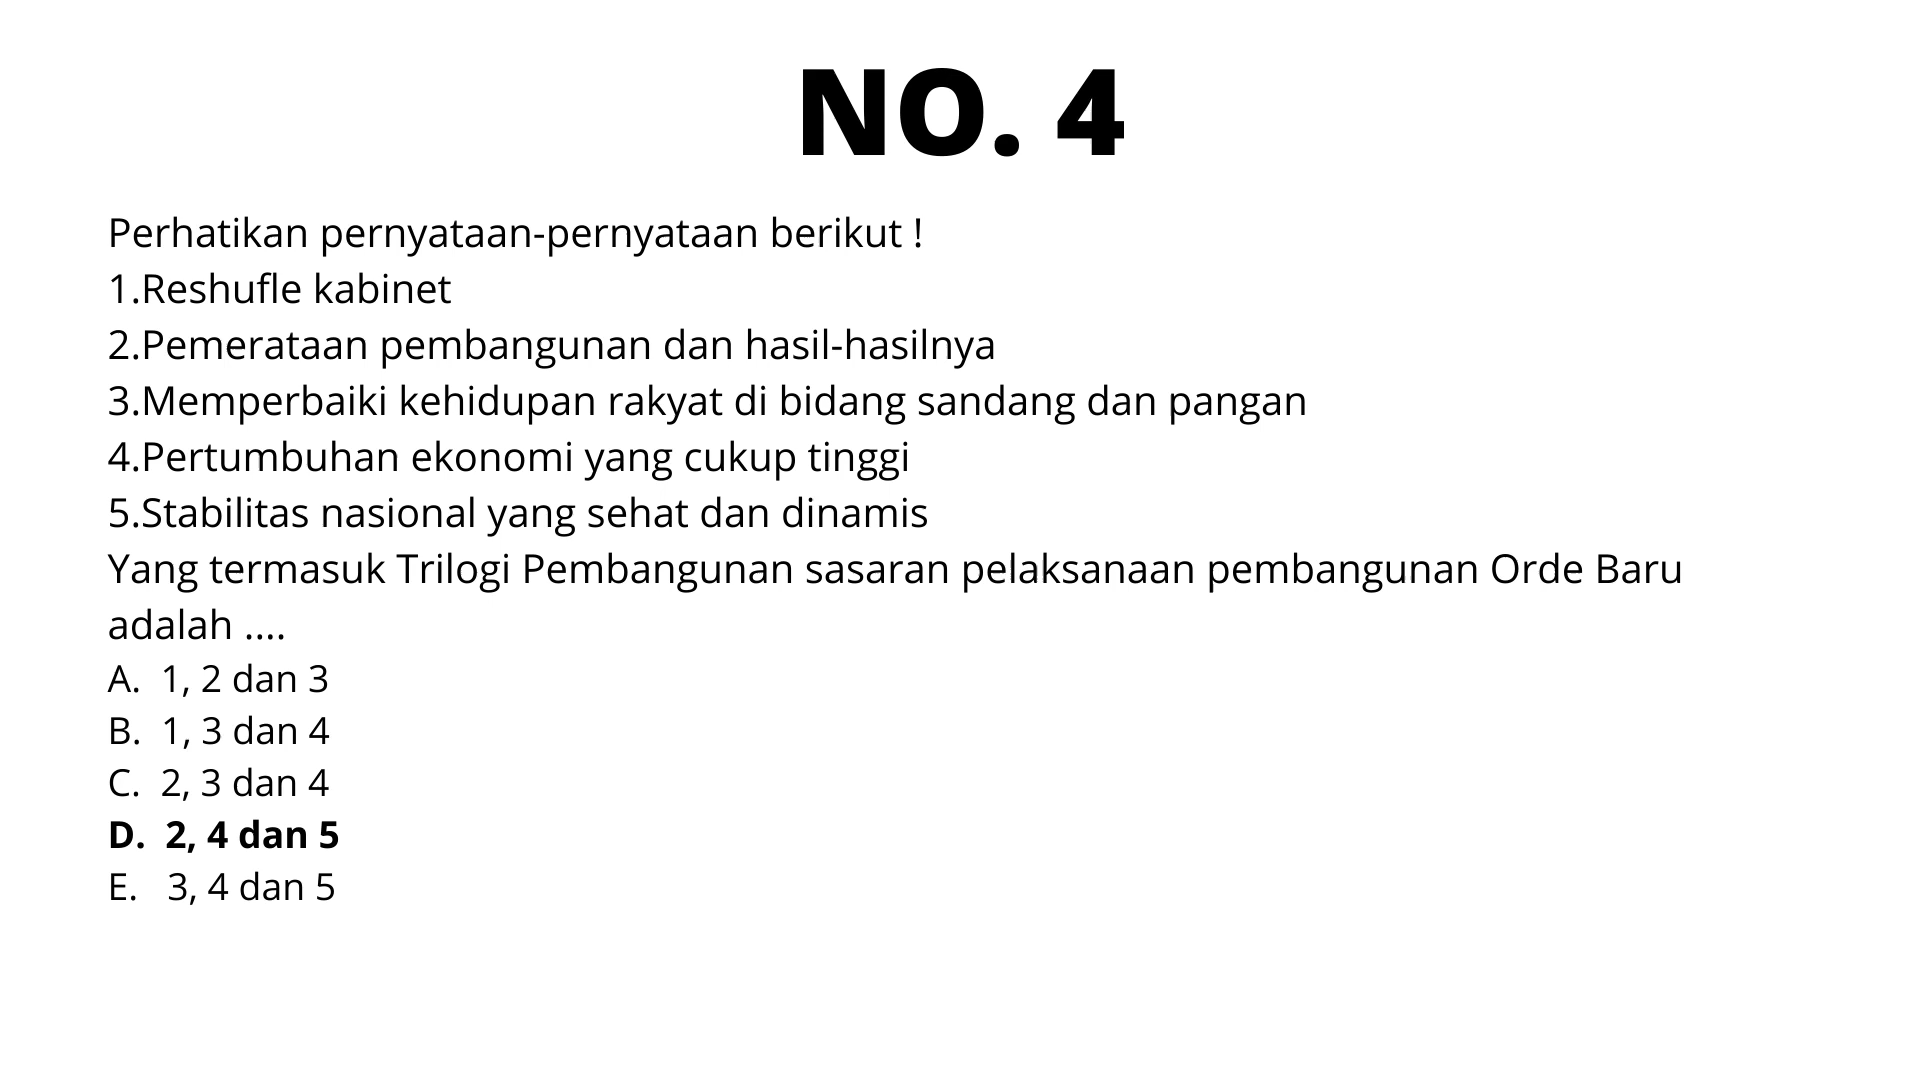 NO. 4
Perhatikan pernyataan-pernyataan berikut !
1.Reshufle kabinet
2.Pemerataan pembangunan dan hasil-hasilnya
3.Memperbaiki kehidupan rakyat di bidang sandang dan pangan
4.Pertumbuhan ekonomi yang cukup tinggi
5.Stabilitas nasional yang sehat dan dinamis
Yang termasuk Trilogi Pembangunan sasaran pelaksanaan pembangunan Orde Baru
adalah ....
A. 1, 2 dan 3
B. 1, 3 dan 4
C. 2, 3 dan 4
D. 2, 4 dan 5
E. 3, 4 dan 5